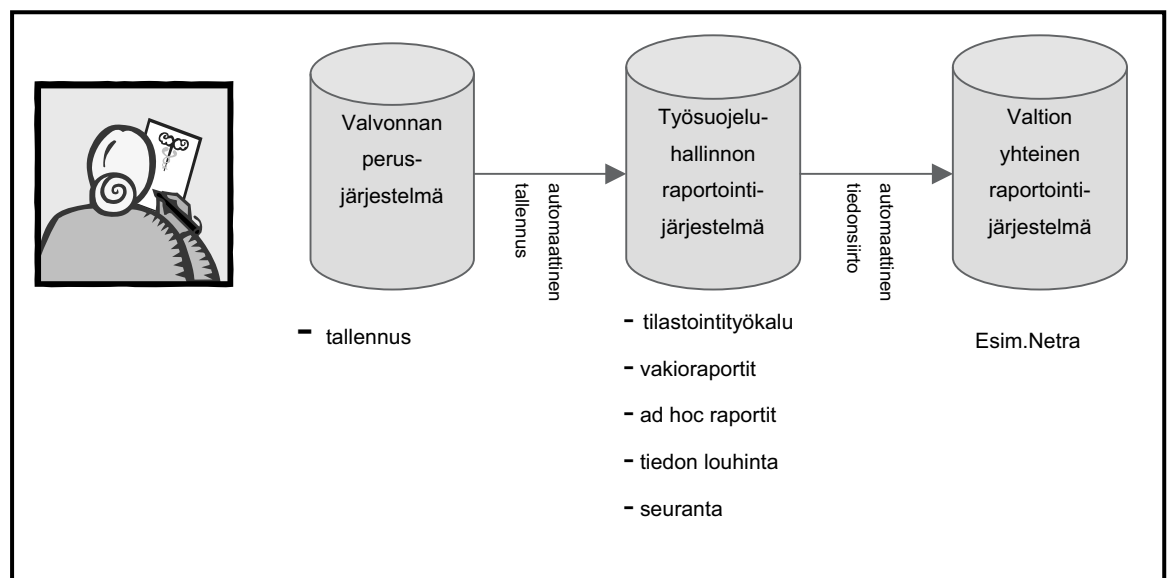 Valvonnan
perus-
järjestelmä
automaattinen
tallennus
Työsuojelu-
hallinnon
raportointi-
järjestelmä
automaattinen
tiedonsiirto
Valtion
yhteinen
raportointi-
järjestelmä
- tallennus
- tilastointityökalu
- vakioraportit
- ad hoc raportit
- tiedon louhinta
- seuranta
Esim.Netra